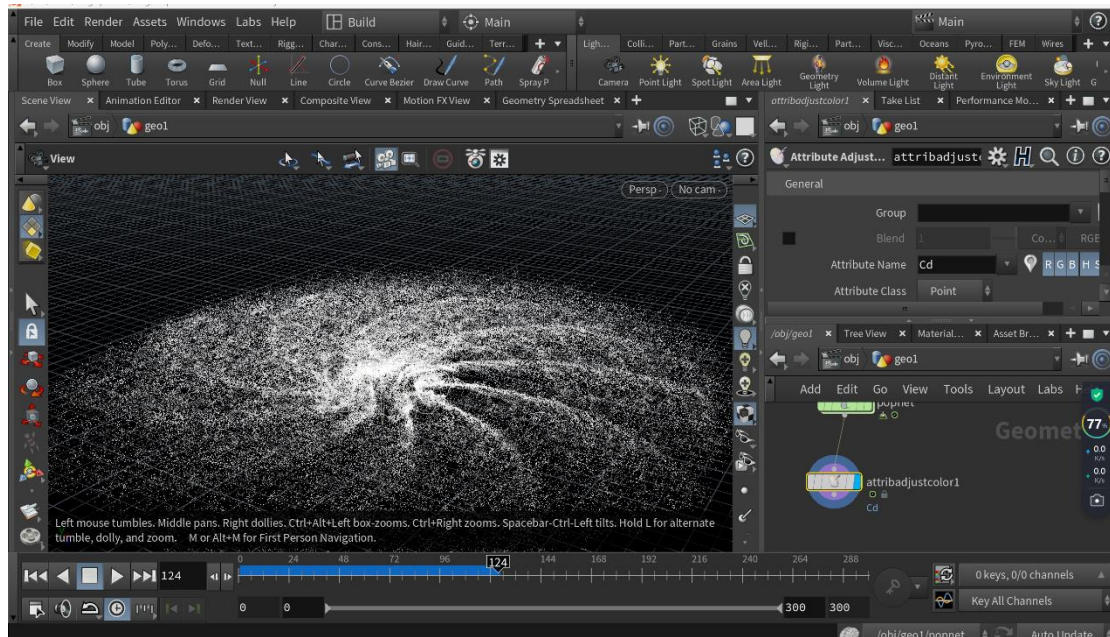 File Edit Render Assets Windows Labs Help Build Main Main
Create Modify Model Poly... Defo... Text... Rigg... Char... Cons... Hair... Guid... Terr... Ligh... Colli... Part... Grains Vell... Rigi... Part... Visc... Oceans Pyro... FEM Wires
Box Sphere Tube Torus Grid Null Line Circle Curve Bezier Draw Curve Path Spray P Camera Point Light Spot Light Area Light Geometry Light Volume Light Distant Light Environment Light Sky Light G
Scene View Animation Editor Render View Composite View Motion FX View Geometry Spreadsheet attribadjustcolor1 Take List Performance Mo...
obj geo1 obj geo1
View Attribute Adjust... attribadjust
Persp No cam General
Group
Blend 1 Co... RGB
Attribute Name Cd R G B H S
Attribute Class Point
/obj/geo1 Tree View Material... Asset Br...
obj geo1
Add Edit Go View Tools Layout Labs H
popnet
Geomet
77%
0.0
K/s
0.0
K/s
attribadjustcolor1
Cd
Left mouse tumbles. Middle pans. Right dollies. Ctrl+Alt+Left box-zooms. Ctrl+Right zooms. Spacebar-Ctrl-Left tilts. Hold L for alternate
tumble, dolly, and zoom. M or Alt+M for First Person Navigation.
0 24 48 72 96 124 144 168 192 216 240 264 288
124 0 keys, 0/0 channels
0 0 300 300 Key All Channels
/obj/geo1/popnet Auto Update